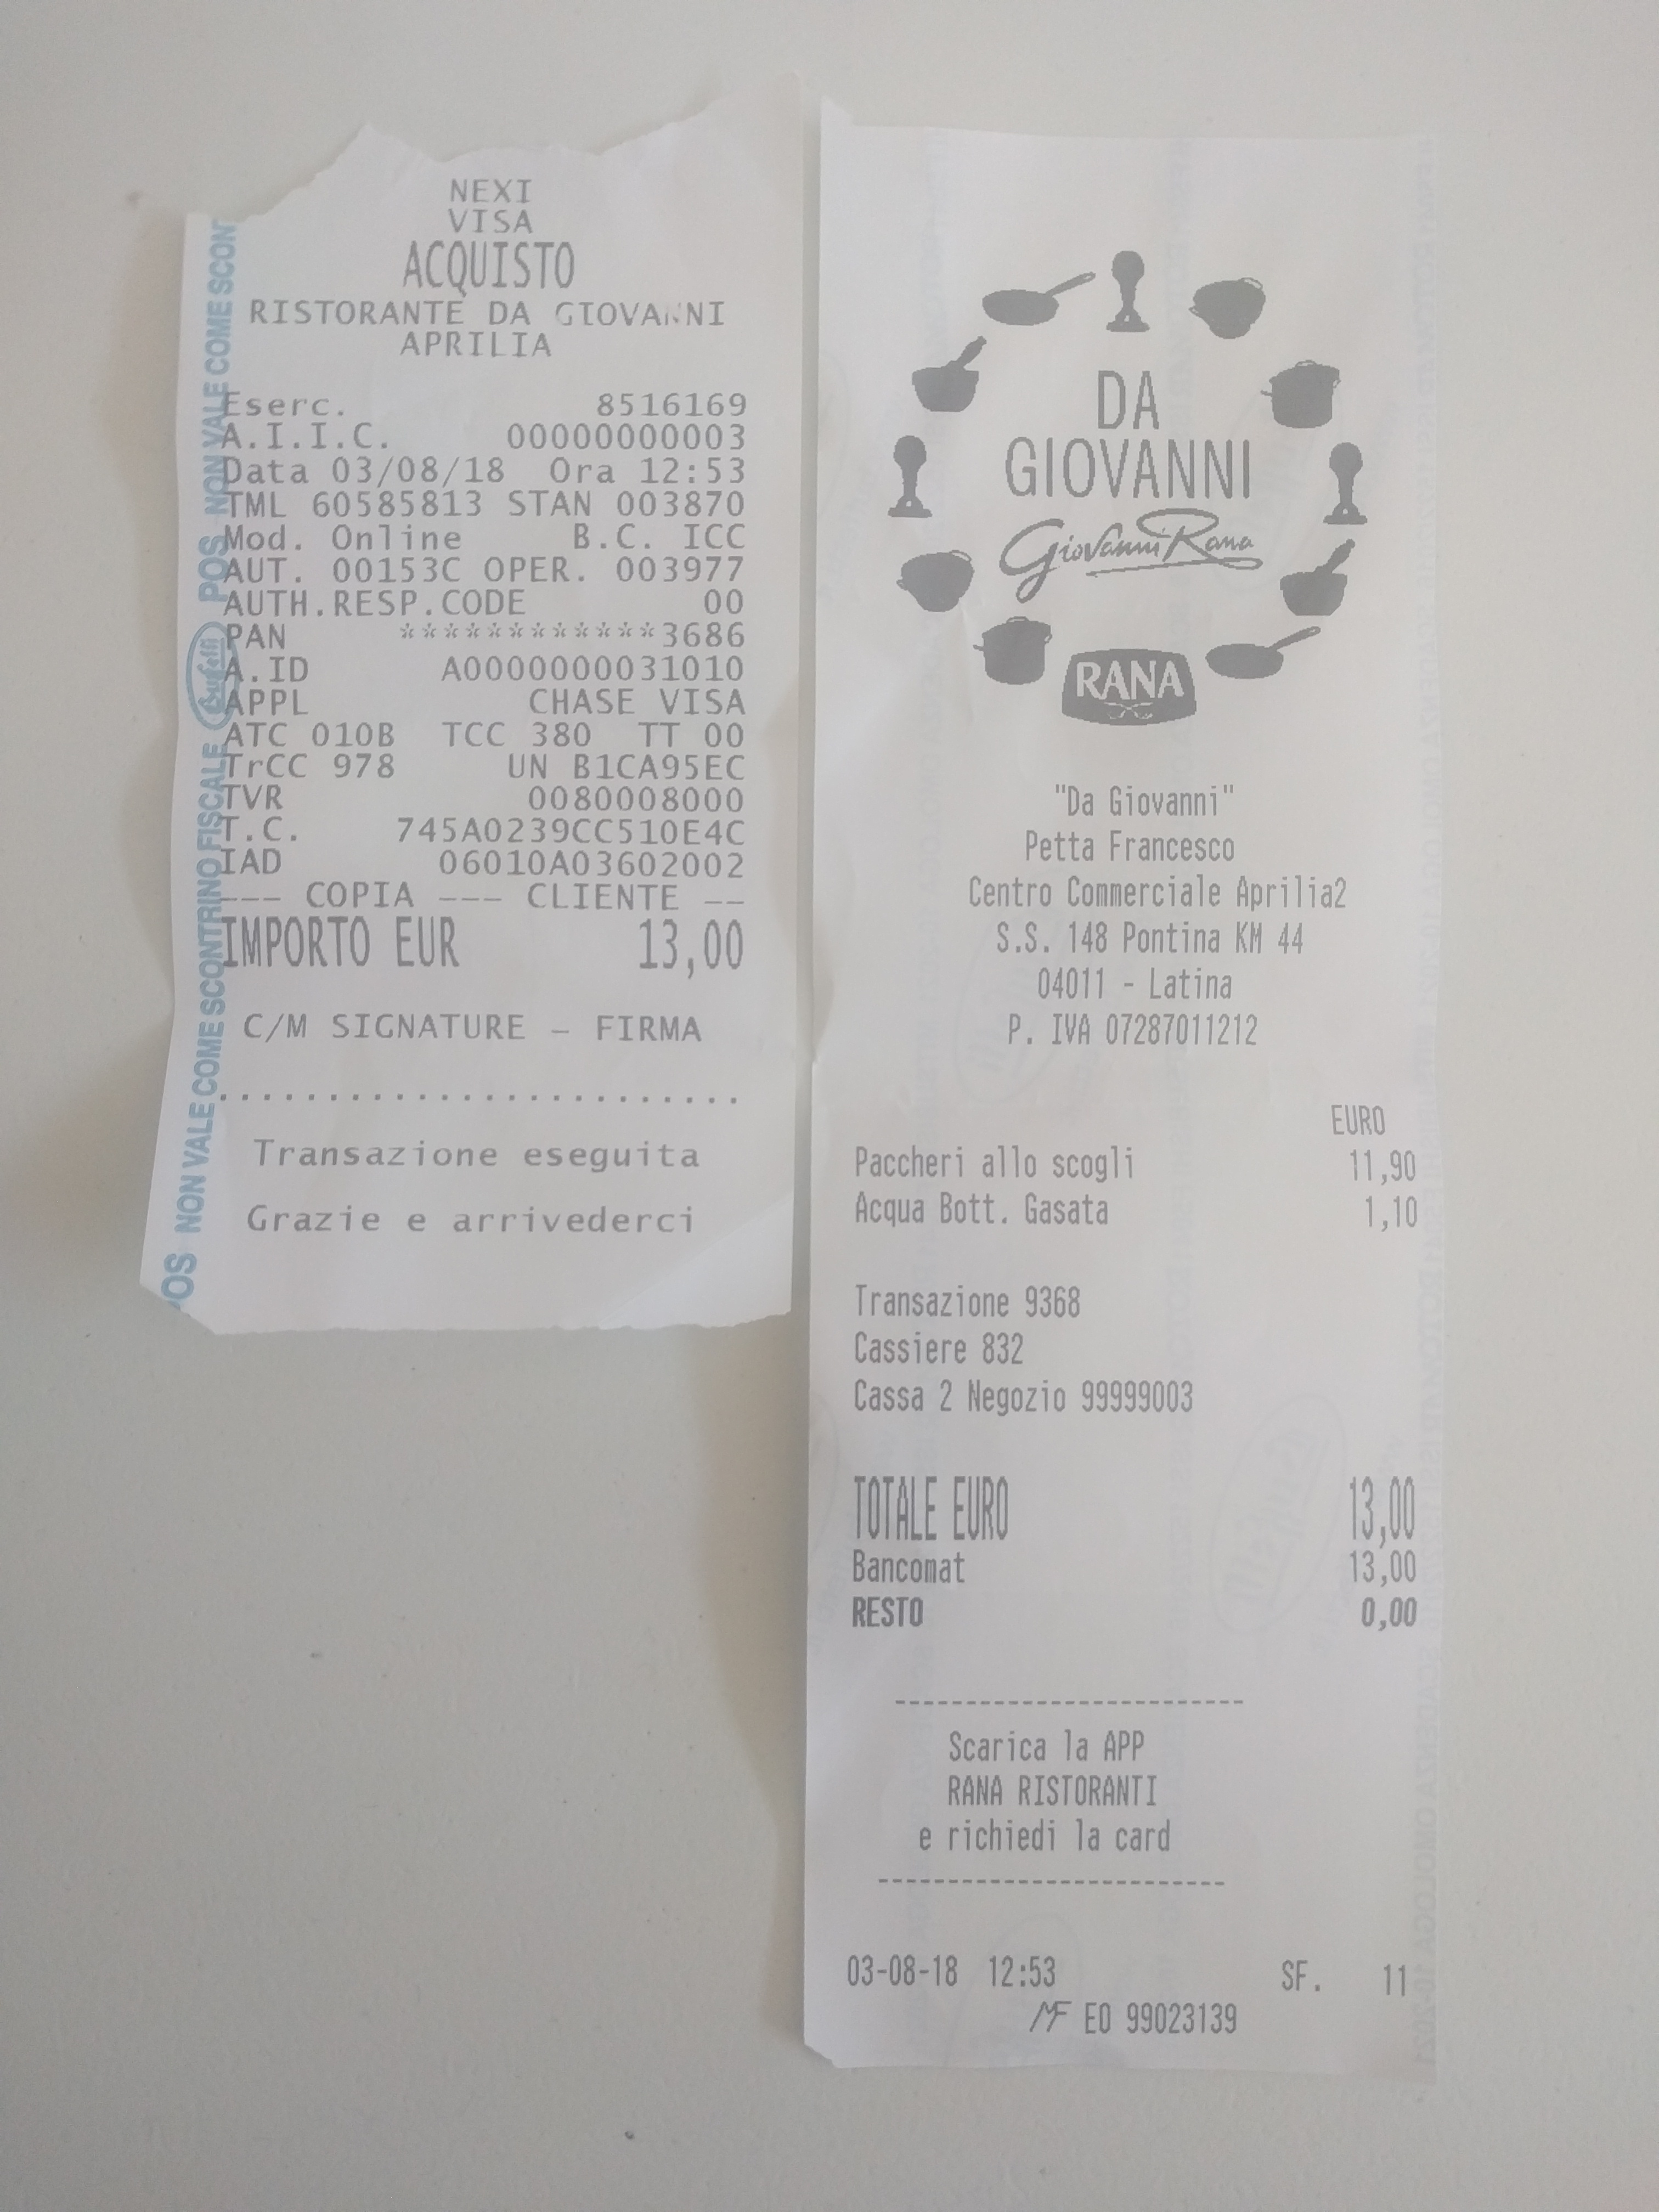 NEXI
VISA
ACQUISTO
RISTORANTE DA GIOVANNI
APRILIA
Eserc. 8516169
A.I.I.C. 00000000003
Data 03/08/18 Ora 12:53
TML 60585813 STAN 003870
Mod. Online B.C. ICC
AUT. 00153C OPER. 003977
AUTH.RESP.CODE 00
PAN ************3686
A.ID A0000000031010
APPL CHASE VISA
ATC 010B TCC 380 TT 00
TrCC 978 UN B1CA95EC
TVR 0080008000
T.C. 745A0239CC510E4C
IAD 06010A03602002
--- COPIA --- CLIENTE --
IMPORTO EUR 13,00
C/M SIGNATURE - FIRMA
........................
Transazione eseguita
Grazie e arrivederci
POS NON VALE COME SCONTRINO FISCALE
POS NON VALE COME SCONT
DA
GIOVANNI
Giovanni Rana
RANA
"Da Giovanni"
Petta Francesco
Centro Commerciale Aprilia2
S.S. 148 Pontina KM 44
04011 - Latina
P. IVA 07287011212
EURO
Paccheri allo scogli 11,90
Acqua Bott. Gasata 1,10
Transazione 9368
Cassiere 832
Cassa 2 Negozio 99999003
TOTALE EURO 13,00
Bancomat 13,00
RESTO 0,00
-------------------------
Scarica la APP
RANA RISTORANTI
e richiedi la card
-------------------------
03-08-18 12:53 SF. 11
MF EO 99023139